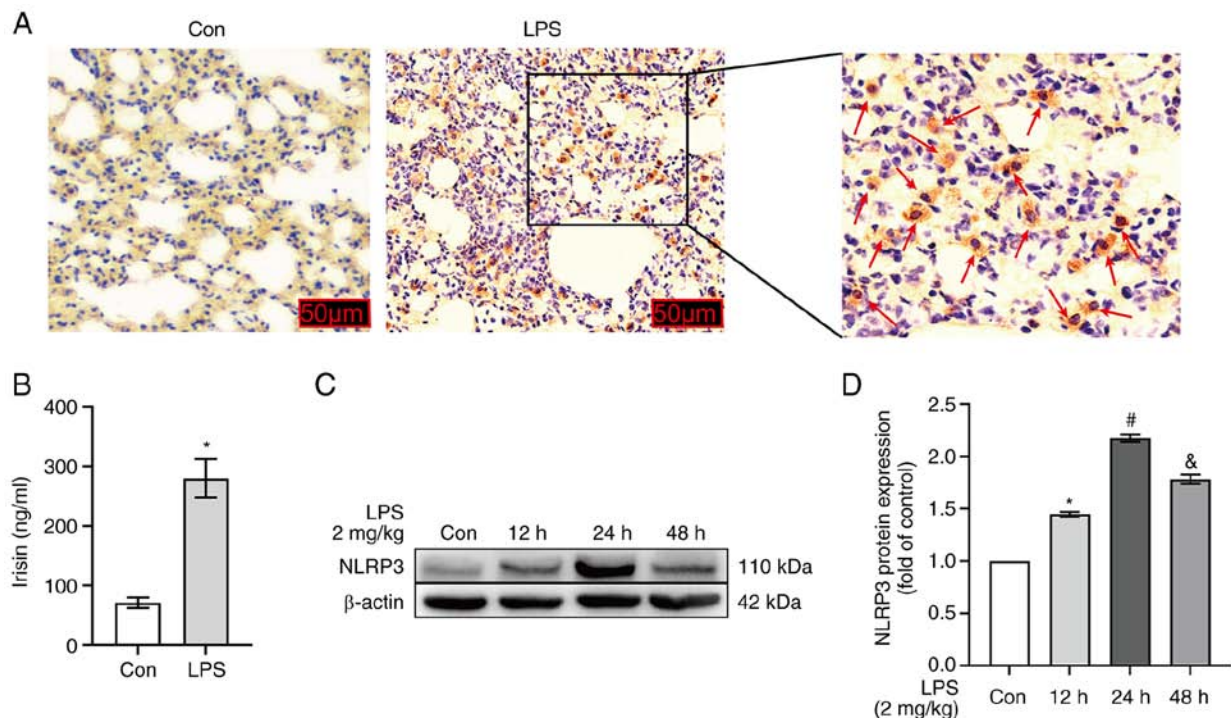 A
Con
LPS
50μm
50μm
B
Irisin (ng/ml)
400
300
200
100
0
*
Con
LPS
C
LPS
2 mg/kg
Con
12 h
24 h
48 h
NLRP3
110 kDa
β-actin
42 kDa
D
NLRP3 protein expression
(fold of control)
2.5
2.0
1.5
1.0
0.5
0.0
*
#
&
LPS
(2 mg/kg)
Con
12 h
24 h
48 h